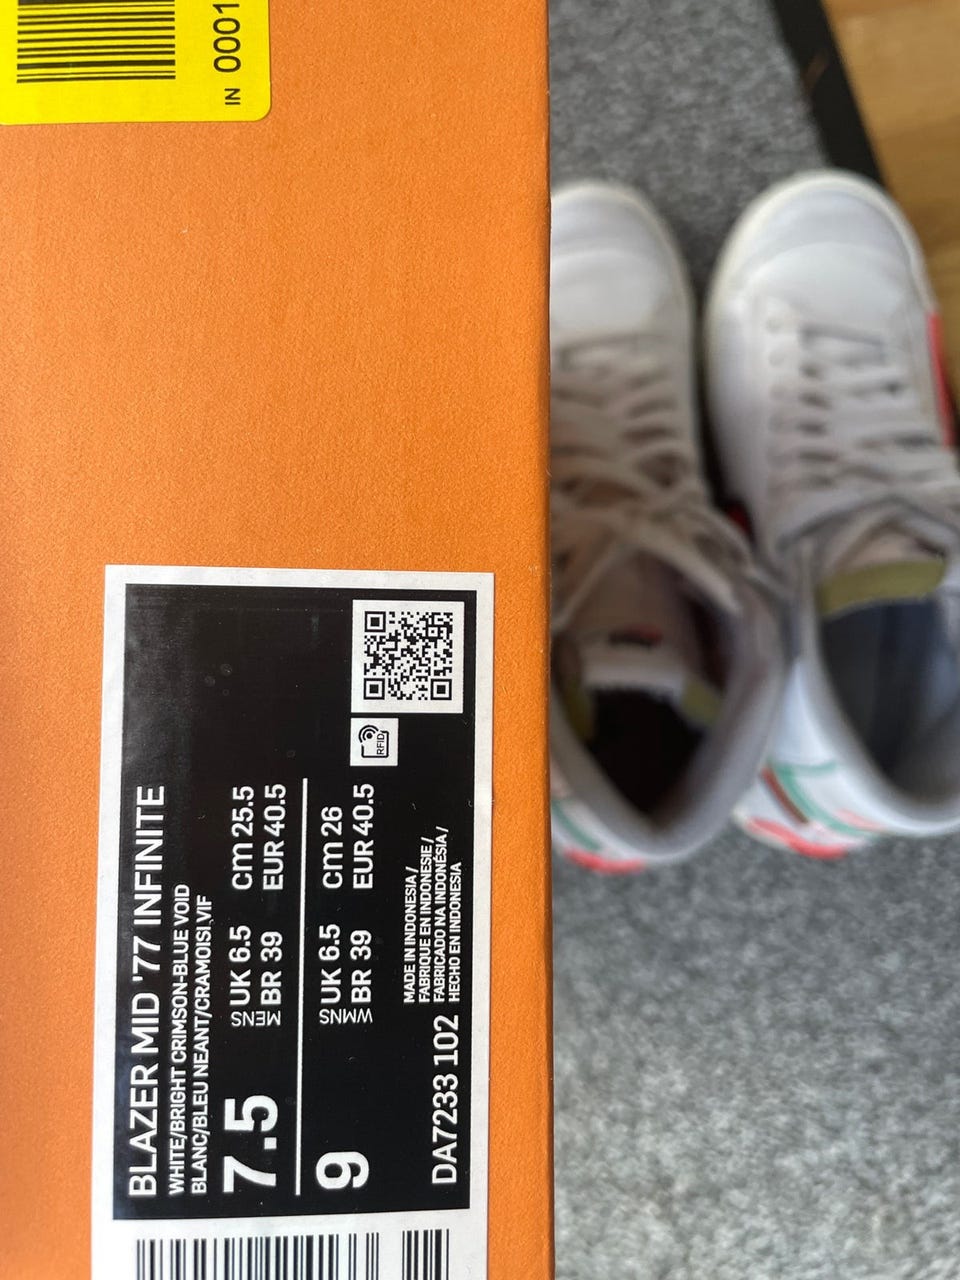 IN 0001
BLAZER MID '77 INFINITE
WHITE/BRIGHT CRIMSON-BLUE VOID
BLANC/BLEU NEANT/CRAMOISI VIF
7.5
MENS
UK 6.5 cm 25.5
BR 39 EUR 40.5
9
WMNS
UK 6.5 cm 26
BR 39 EUR 40.5
RFID
DA7233 102
MADE IN INDONESIA/
FABRIQUE EN INDONESIE/
FABRICADO NA INDONÉSIA/
HECHO EN INDONESIA